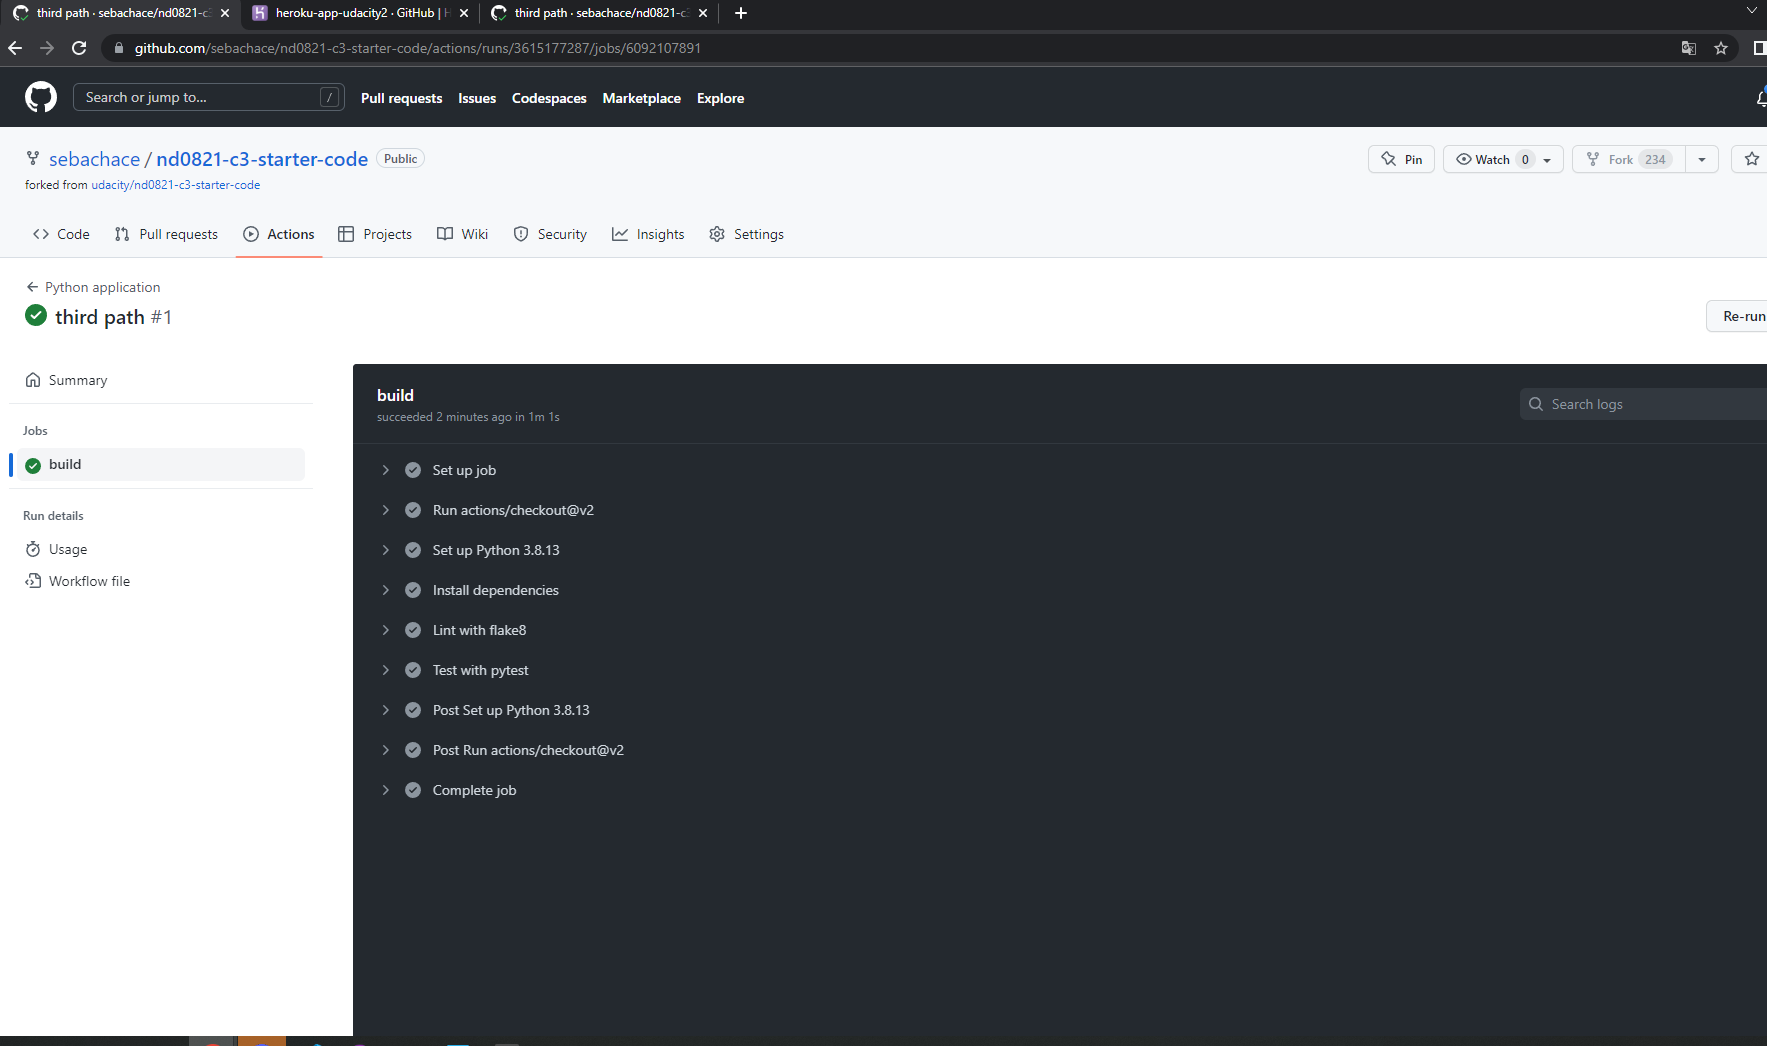 third path · sebachace/nd0821-c3
heroku-app-udacity2 · GitHub | H
third path · sebachace/nd0821-c3
github.com/sebachace/nd0821-c3-starter-code/actions/runs/3615177287/jobs/6092107891
Search or jump to... /
Pull requests Issues Codespaces Marketplace Explore
sebachace / nd0821-c3-starter-code Public
Pin Watch 0 Fork 234
forked from udacity/nd0821-c3-starter-code
Code Pull requests Actions Projects Wiki Security Insights Settings
Python application
third path #1
Re-run
Summary
Jobs
build
Run details
Usage
Workflow file
build
succeeded 2 minutes ago in 1m 1s
Search logs
Set up job
Run actions/checkout@v2
Set up Python 3.8.13
Install dependencies
Lint with flake8
Test with pytest
Post Set up Python 3.8.13
Post Run actions/checkout@v2
Complete job